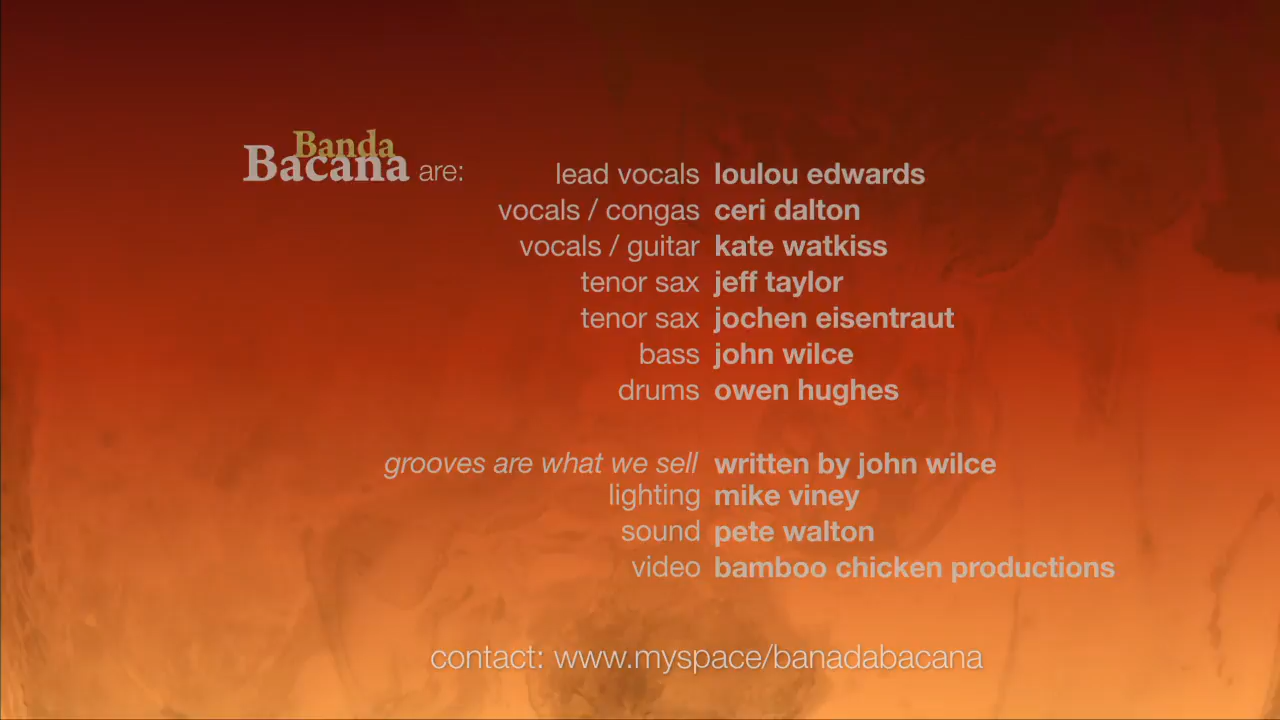 Banda
Bacana are:
lead vocals loulou edwards
vocals / congas ceri dalton
vocals / guitar kate watkiss
tenor sax jeff taylor
tenor sax jochen eisentraut
bass john wilce
drums owen hughes
grooves are what we sell written by john wilce
lighting mike viney
sound pete walton
video bamboo chicken productions
contact: www.myspace/banadabacana